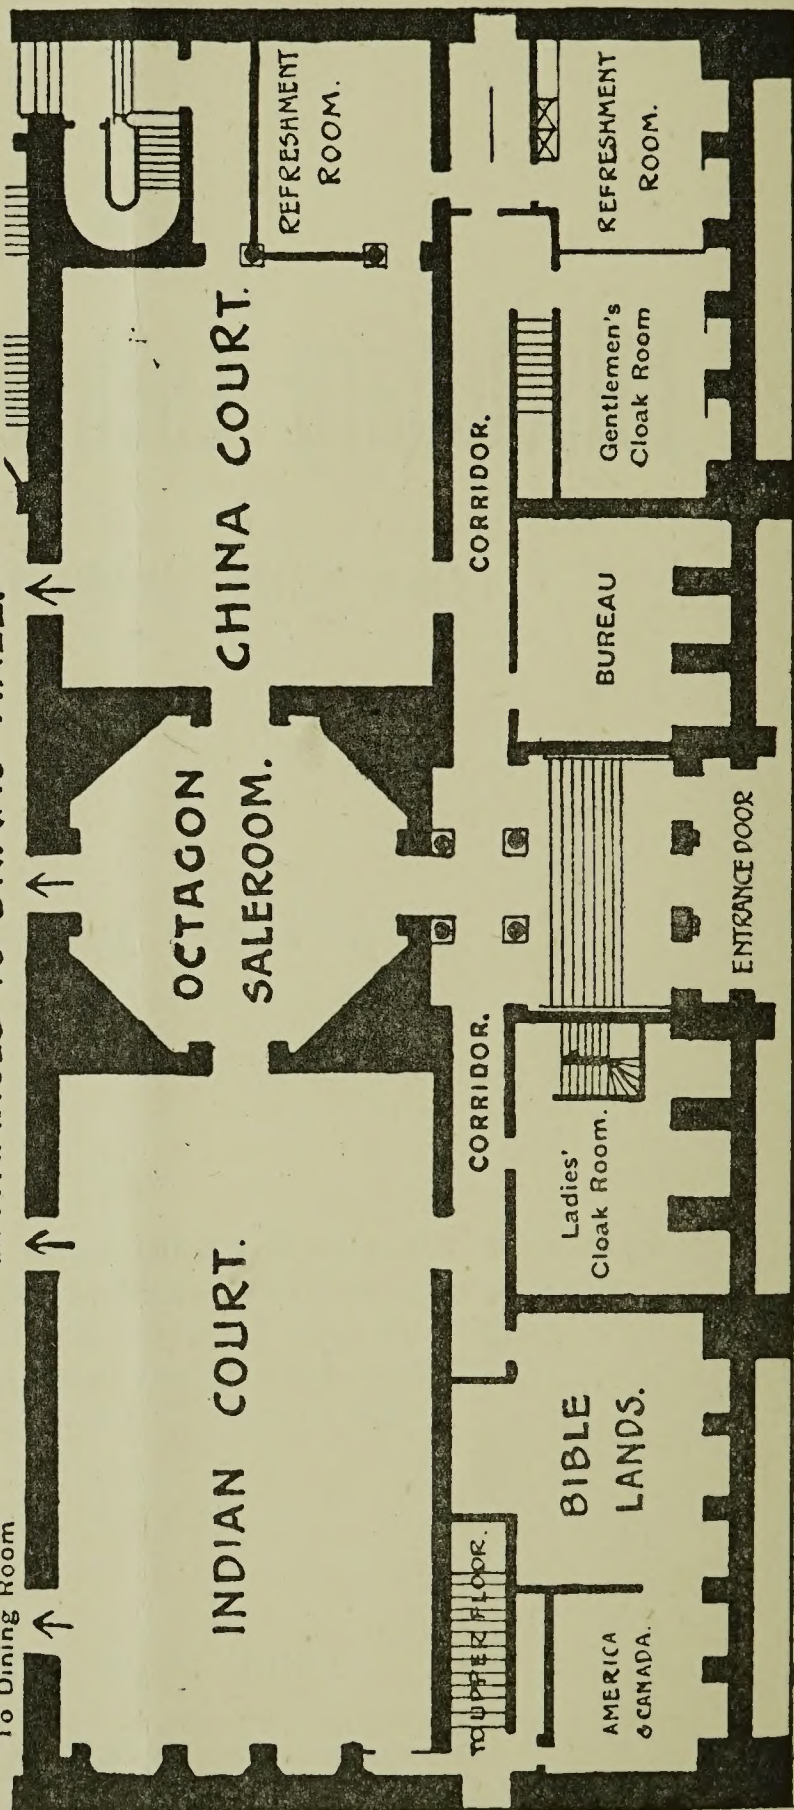 To Dining Room
INDIAN COURT.
OCTAGON
SALEROOM.
CHINA COURT.
REFRESHMENT
ROOM.
TO UPPER FLOOR.
CORRIDOR.
CORRIDOR.
AMERICA
& CANADA.
BIBLE
LANDS.
Ladies'
Cloak Room.
ENTRANCE DOOR
BUREAU
Gentlemen's
Cloak Room
REFRESHMENT
ROOM.